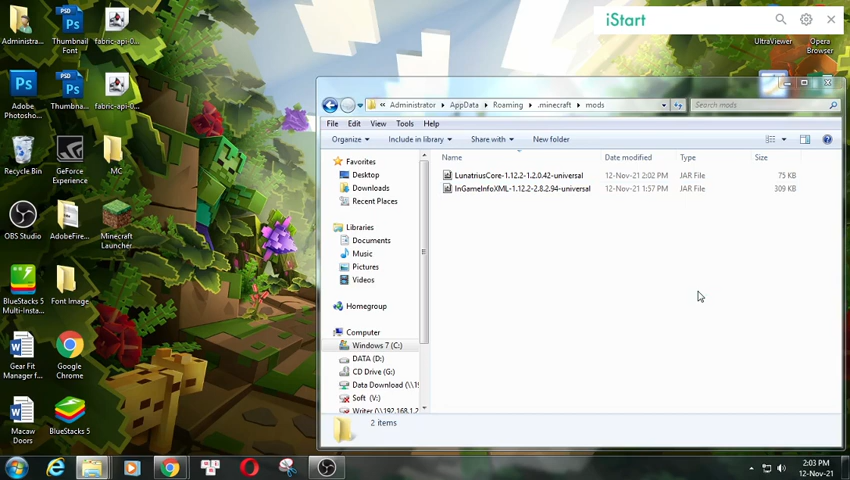 iStart
Administra...
Thumbnail
Font
fabric-api-0...
UltraViewer
Opera
Browser
Adobe
Photosho...
Thumbna...
fabric-api-0...
Recycle Bin
GeForce
Experience
MC
OBS Studio
AdobeFire...
Minecraft
Launcher
BlueStacks 5
Multi-Insta...
Font Image
Gear Fit
Manager f...
Google
Chrome
Macaw
Doors
BlueStacks 5
Administrator
AppData
Roaming
.minecraft
mods
Search mods
File Edit View Tools Help
Organize
Include in library
Share with
New folder
Favorites
Desktop
Downloads
Recent Places
Libraries
Documents
Music
Pictures
Videos
Homegroup
Computer
Windows 7 (C:)
DATA (D:)
CD Drive (G:)
Data Download (\\19
Soft (V:)
Writer (\\192.168.1.2
Name Date modified Type Size
LunatriusCore-1.12.2-1.2.0.42-universal 12-Nov-21 2:02 PM JAR File 75 KB
InGameInfoXML-1.12.2-2.8.2.94-universal 12-Nov-21 1:57 PM JAR File 309 KB
2 items
2:03 PM
12-Nov-21